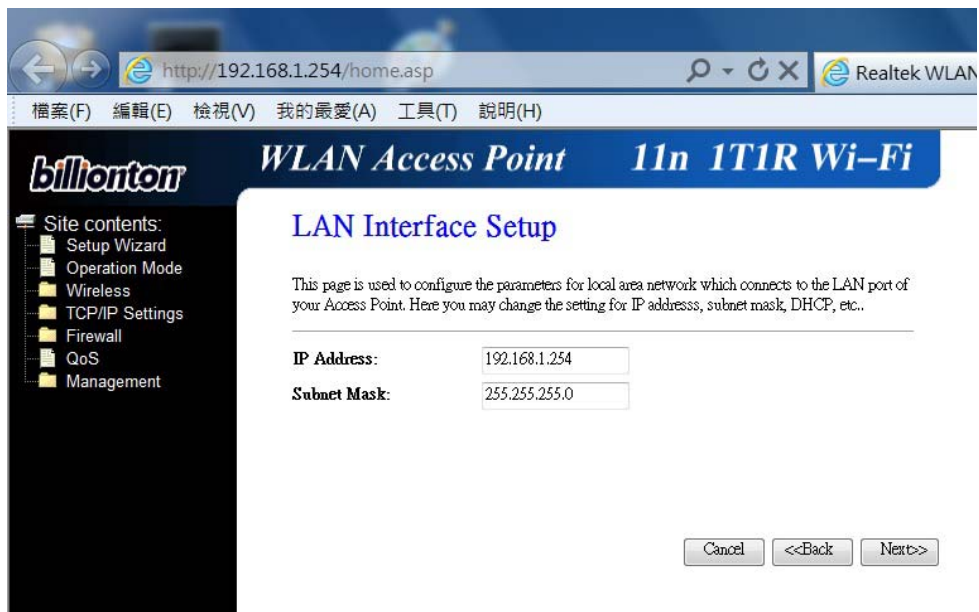 http://192.168.1.254/home.asp
Realtek WLAN
檔案(F) 編輯(E) 檢視(V) 我的最愛(A) 工具(T) 說明(H)
billionton
WLAN Access Point 11n 1T1R Wi-Fi
Site contents:
Setup Wizard
Operation Mode
Wireless
TCP/IP Settings
Firewall
QoS
Management
LAN Interface Setup
This page is used to configure the parameters for local area network which connects to the LAN port of
your Access Point. Here you may change the setting for IP addresss, subnet mask, DHCP, etc..
IP Address: 192.168.1.254
Subnet Mask: 255.255.255.0
Cancel <<Back Next>>